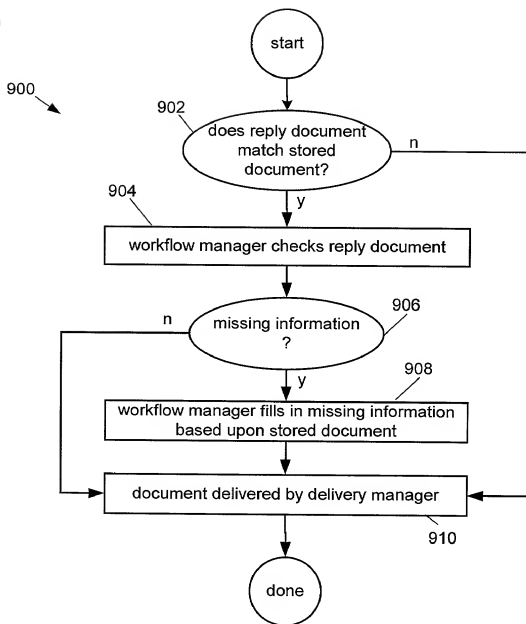 start
900
902
does reply document
match stored
document?
n
y
904
workflow manager checks reply document
n
missing information
?
906
y
908
workflow manager fills in missing information
based upon stored document
document delivered by delivery manager
910
done